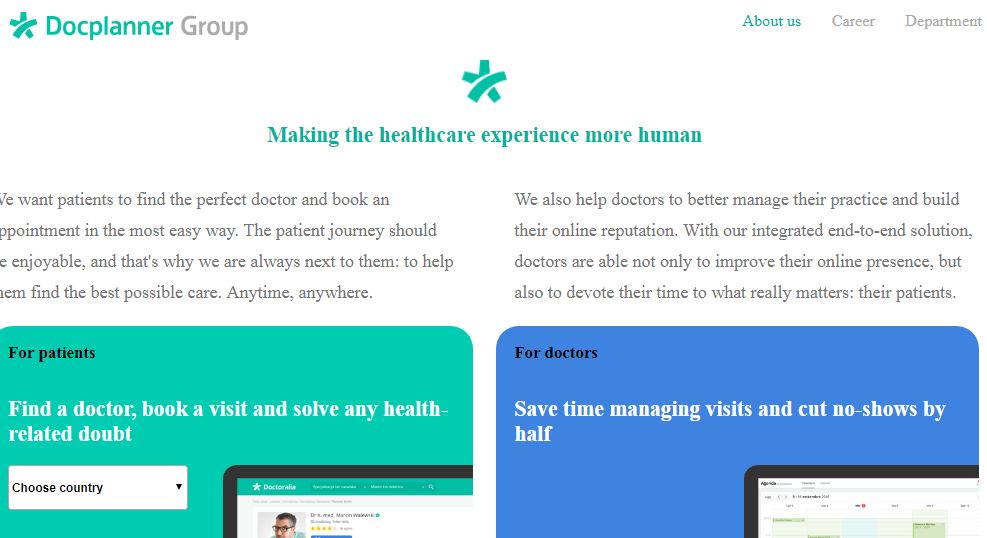 Docplanner Group
About us
Career
Department
Making the healthcare experience more human
We want patients to find the perfect doctor and book an
appointment in the most easy way. The patient journey should
be enjoyable, and that's why we are always next to them: to help
them find the best possible care. Anytime, anywhere.
We also help doctors to better manage their practice and build
their online reputation. With our integrated end-to-end solution,
doctors are able not only to improve their online presence, but
also to devote their time to what really matters: their patients.
For patients
Find a doctor, book a visit and solve any health-
related doubt
Choose country
Doctoralia
For doctors
Save time managing visits and cut no-shows by
half
Agenda